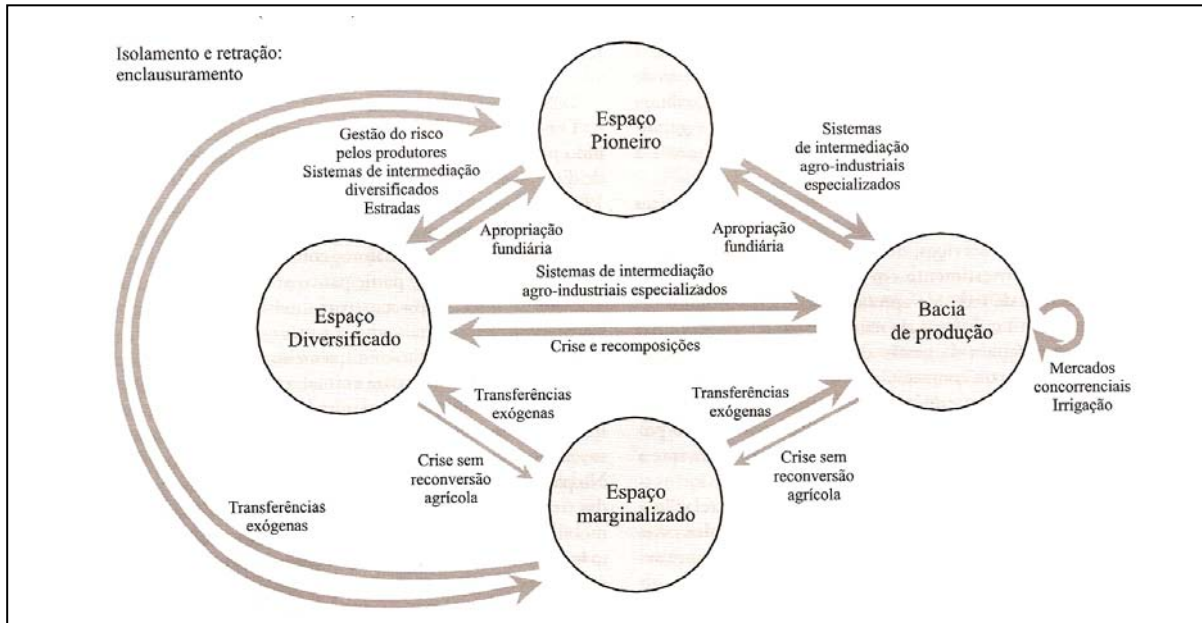 Isolamento e retração:
enclausuramento
Espaço
Pioneiro
Gestão do risco
pelos produtores
Sistemas de intermediação
diversificados
Estradas
Sistemas
de intermediação
agro-industriais
especializados
Apropriação
fundiária
Apropriação
fundiária
Espaço
Diversificado
Sistemas de intermediação
agro-industriais especializados
Crise e recomposições
Bacia
de produção
Mercados
concorrenciais
Irrigação
Transferências
exógenas
Transferências
exógenas
Crise sem
reconversão
agrícola
Crise sem
reconversão
agrícola
Espaço
marginalizado
Transferências
exógenas